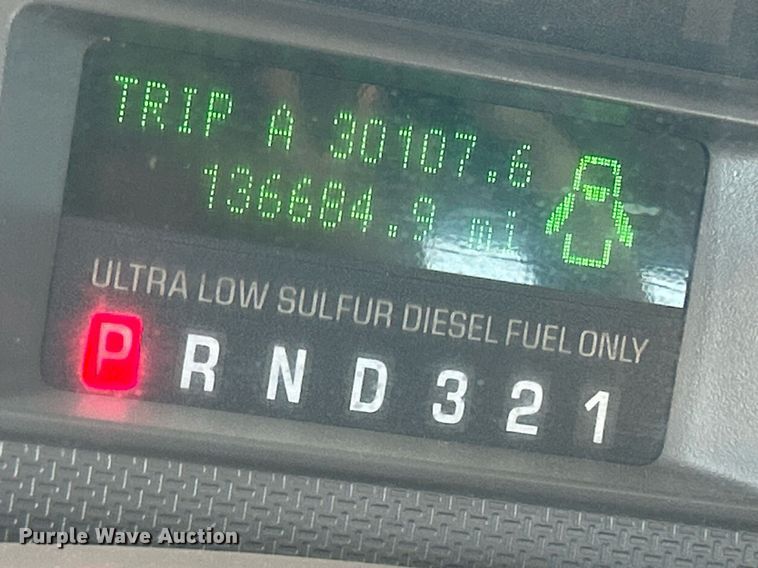 TRIP A 30107.6
136684.9 mi
ULTRA LOW SULFUR DIESEL FUEL ONLY
P R N D 3 2 1
Purple Wave Auction